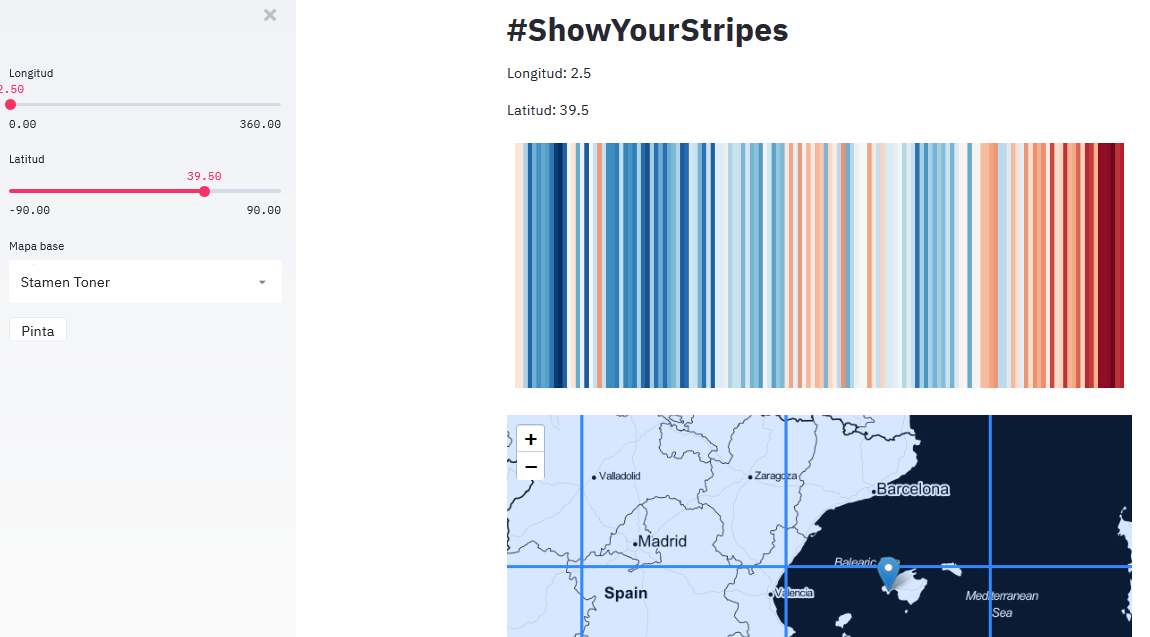 ×
Longitud
2.50
0.00 360.00
Latitud
39.50
-90.00 90.00
Mapa base
Stamen Toner
Pinta
#ShowYourStripes
Longitud: 2.5
Latitud: 39.5
+
−
Valladolid
Zaragoza
Barcelona
Madrid
Balearic
Spain
Valencia
Mediterranean
Sea